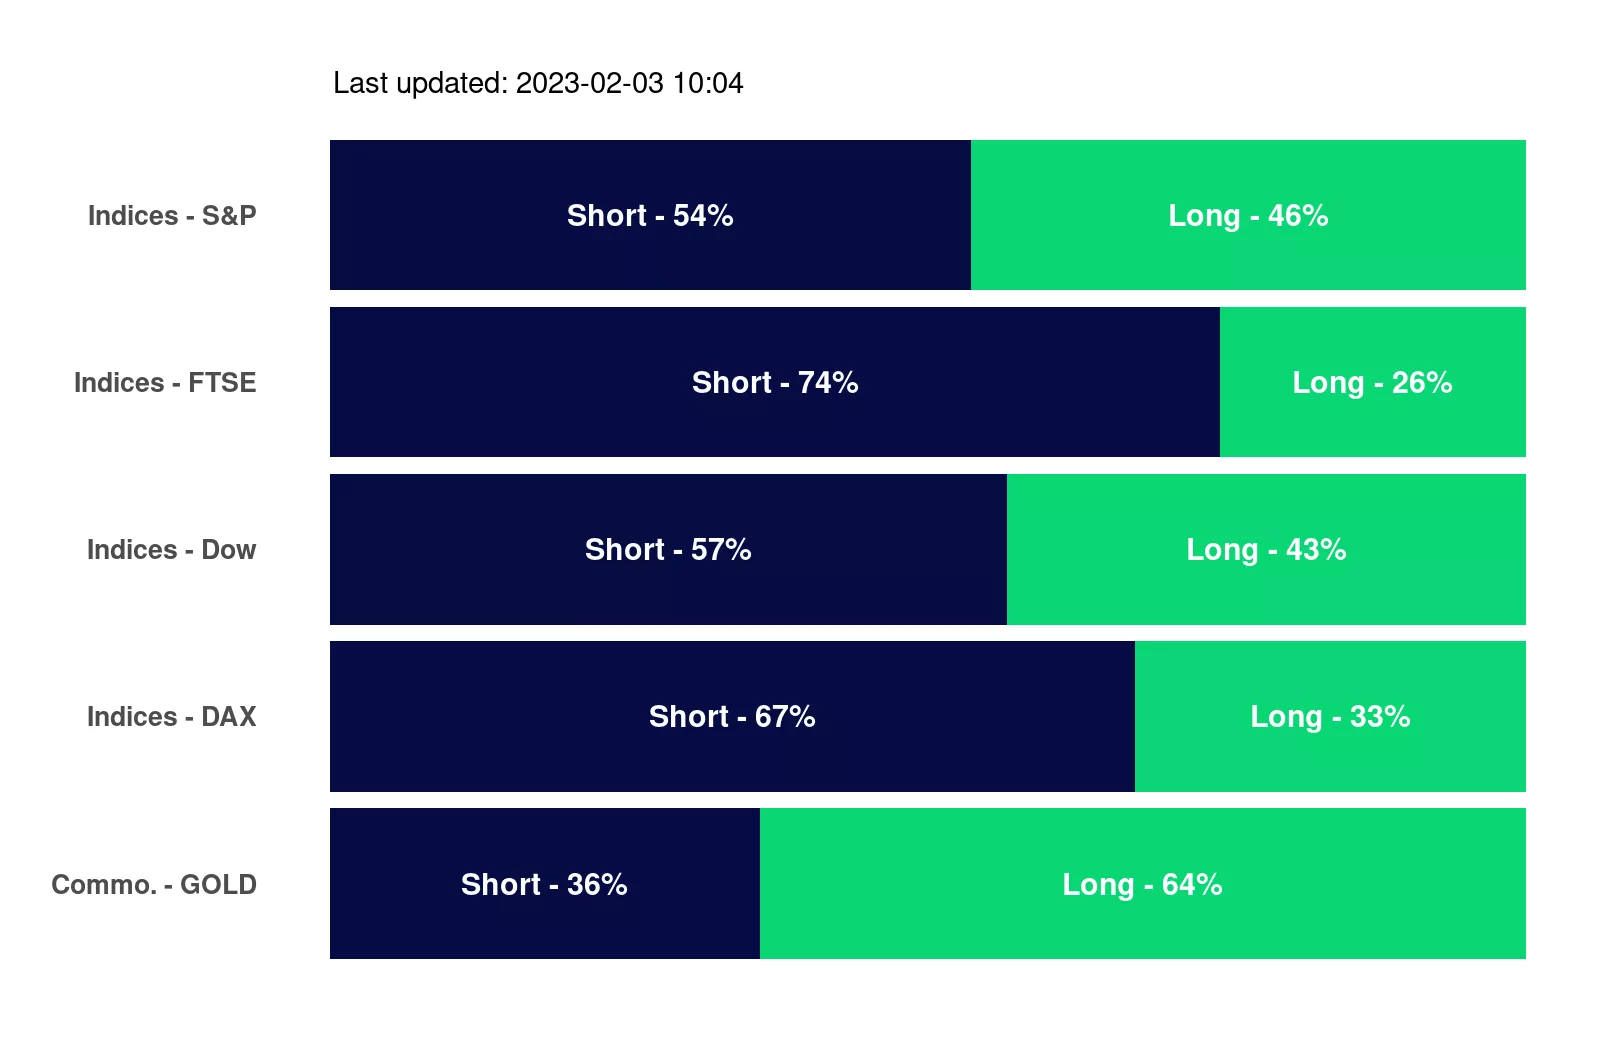 Last updated: 2023-02-03 10:04
Indices - S&P Short - 54% Long - 46%
Indices - FTSE Short - 74% Long - 26%
Indices - Dow Short - 57% Long - 43%
Indices - DAX Short - 67% Long - 33%
Commo. - GOLD Short - 36% Long - 64%